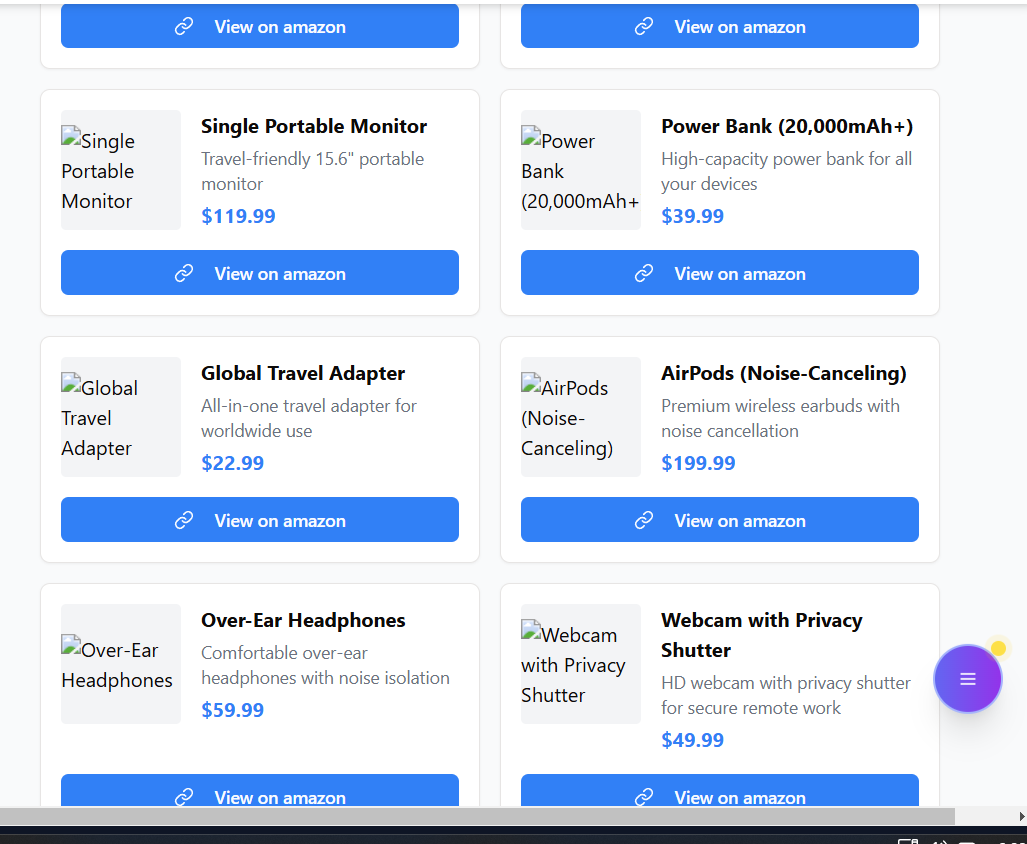 View on amazon
View on amazon
Single
Portable
Monitor
Single Portable Monitor
Travel-friendly 15.6" portable
monitor
$119.99
View on amazon
Power
Bank
(20,000mAh+
Power Bank (20,000mAh+)
High-capacity power bank for all
your devices
$39.99
View on amazon
Global
Travel
Adapter
Global Travel Adapter
All-in-one travel adapter for
worldwide use
$22.99
View on amazon
AirPods
(Noise-
Canceling)
AirPods (Noise-Canceling)
Premium wireless earbuds with
noise cancellation
$199.99
View on amazon
Over-Ear
Headphones
Over-Ear Headphones
Comfortable over-ear
headphones with noise isolation
$59.99
View on amazon
Webcam
with Privacy
Shutter
Webcam with Privacy
Shutter
HD webcam with privacy shutter
for secure remote work
$49.99
View on amazon